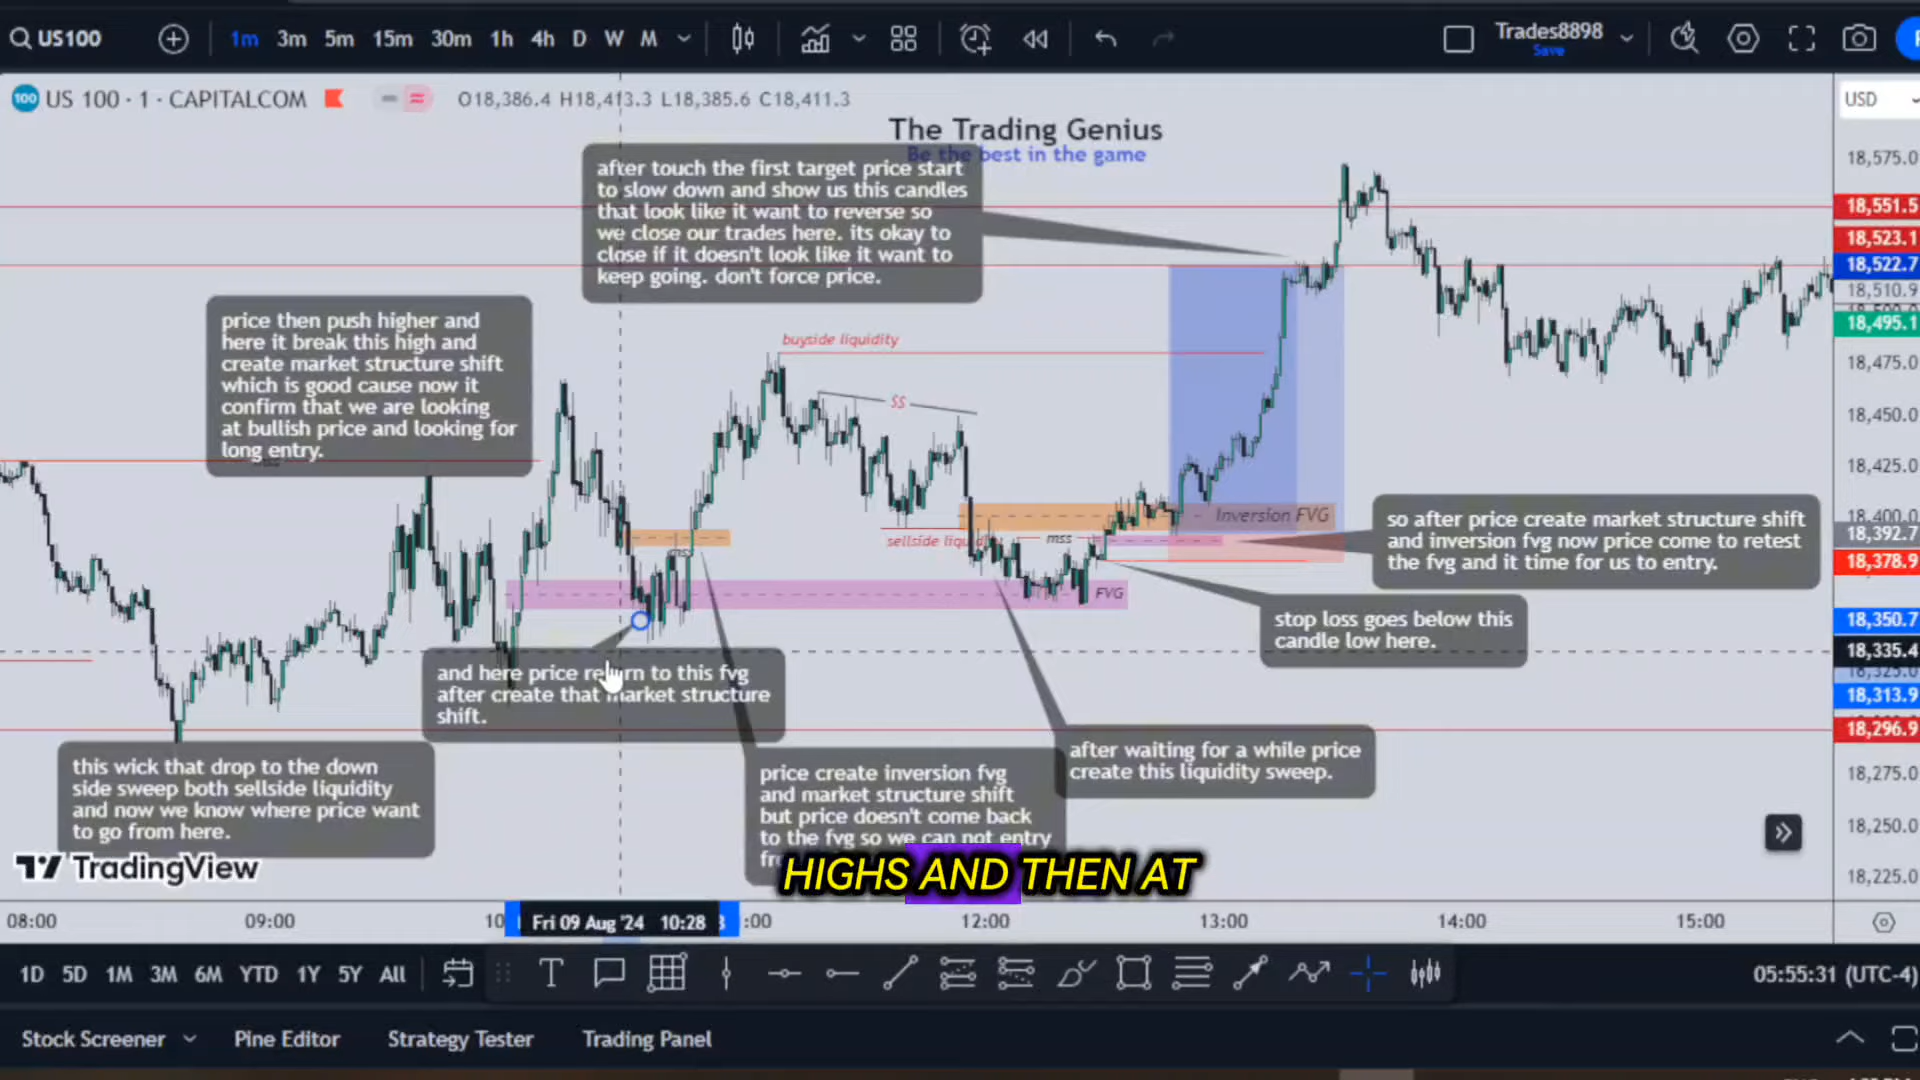 US100
1m 3m 5m 15m 30m 1h 4h D W M
Trades8898
Save
100 US 100 · 1 · CAPITALCOM
O18,386.4 H18,413.3 L18,385.6 C18,411.3
USD
The Trading Genius
Be the best in the game
after touch the first target price start
to slow down and show us this candles
that look like it want to reverse so
we close our trades here. its okay to
close if it doesn't look like it want to
keep going. don't force price.
price then push higher and
here it break this high and
create market structure shift
which is good cause now it
confirm that we are looking
at bullish price and looking for
long entry.
buyside liquidity
$$
Inversion FVG
sellside
mss
mss
FVG
so after price create market structure shift
and inversion fvg now price come to retest
the fvg and it time for us to entry.
stop loss goes below this
candle low here.
and here price return to this fvg
after create that market structure
shift.
this wick that drop to the down
side sweep both sellside liquidity
and now we know where price want
to go from here.
price create inversion fvg
and market structure shift
but price doesn't come back
to the fvg so we can not entry
after waiting for a while price
create this liquidity sweep.
18,575.0
18,551.5
18,523.1
18,522.7
18,510.9
18,495.1
18,475.0
18,450.0
18,425.0
18,400.0
18,392.7
18,378.9
18,350.7
18,335.4
18,325.0
18,313.9
18,296.9
18,275.0
18,250.0
18,225.0
TradingView
HIGHS AND THEN AT
08:00 09:00 10 Fri 09 Aug '24 10:28 :00 12:00 13:00 14:00 15:00
1D 5D 1M 3M 6M YTD 1Y 5Y All
05:55:31 (UTC-4)
Stock Screener Pine Editor Strategy Tester Trading Panel